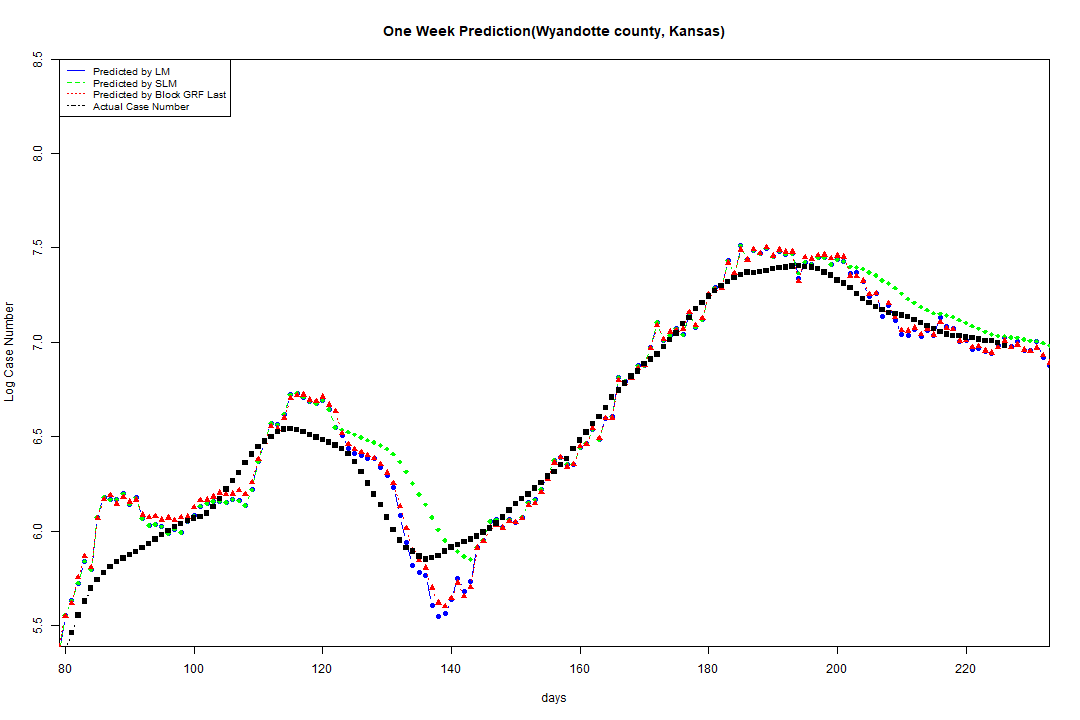 One Week Prediction(Wyandotte county, Kansas)
Predicted by LM
Predicted by SLM
Predicted by Block GRF Last
Actual Case Number
Log Case Number
8.5
8.0
7.5
7.0
6.5
6.0
5.5
80 100 120 140 160 180 200 220
days